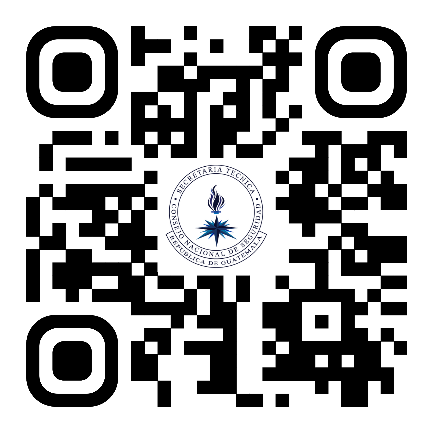 SECRETARÍA TÉCNICA
CONSEJO NACIONAL DE SEGURIDAD
REPÚBLICA DE GUATEMALA